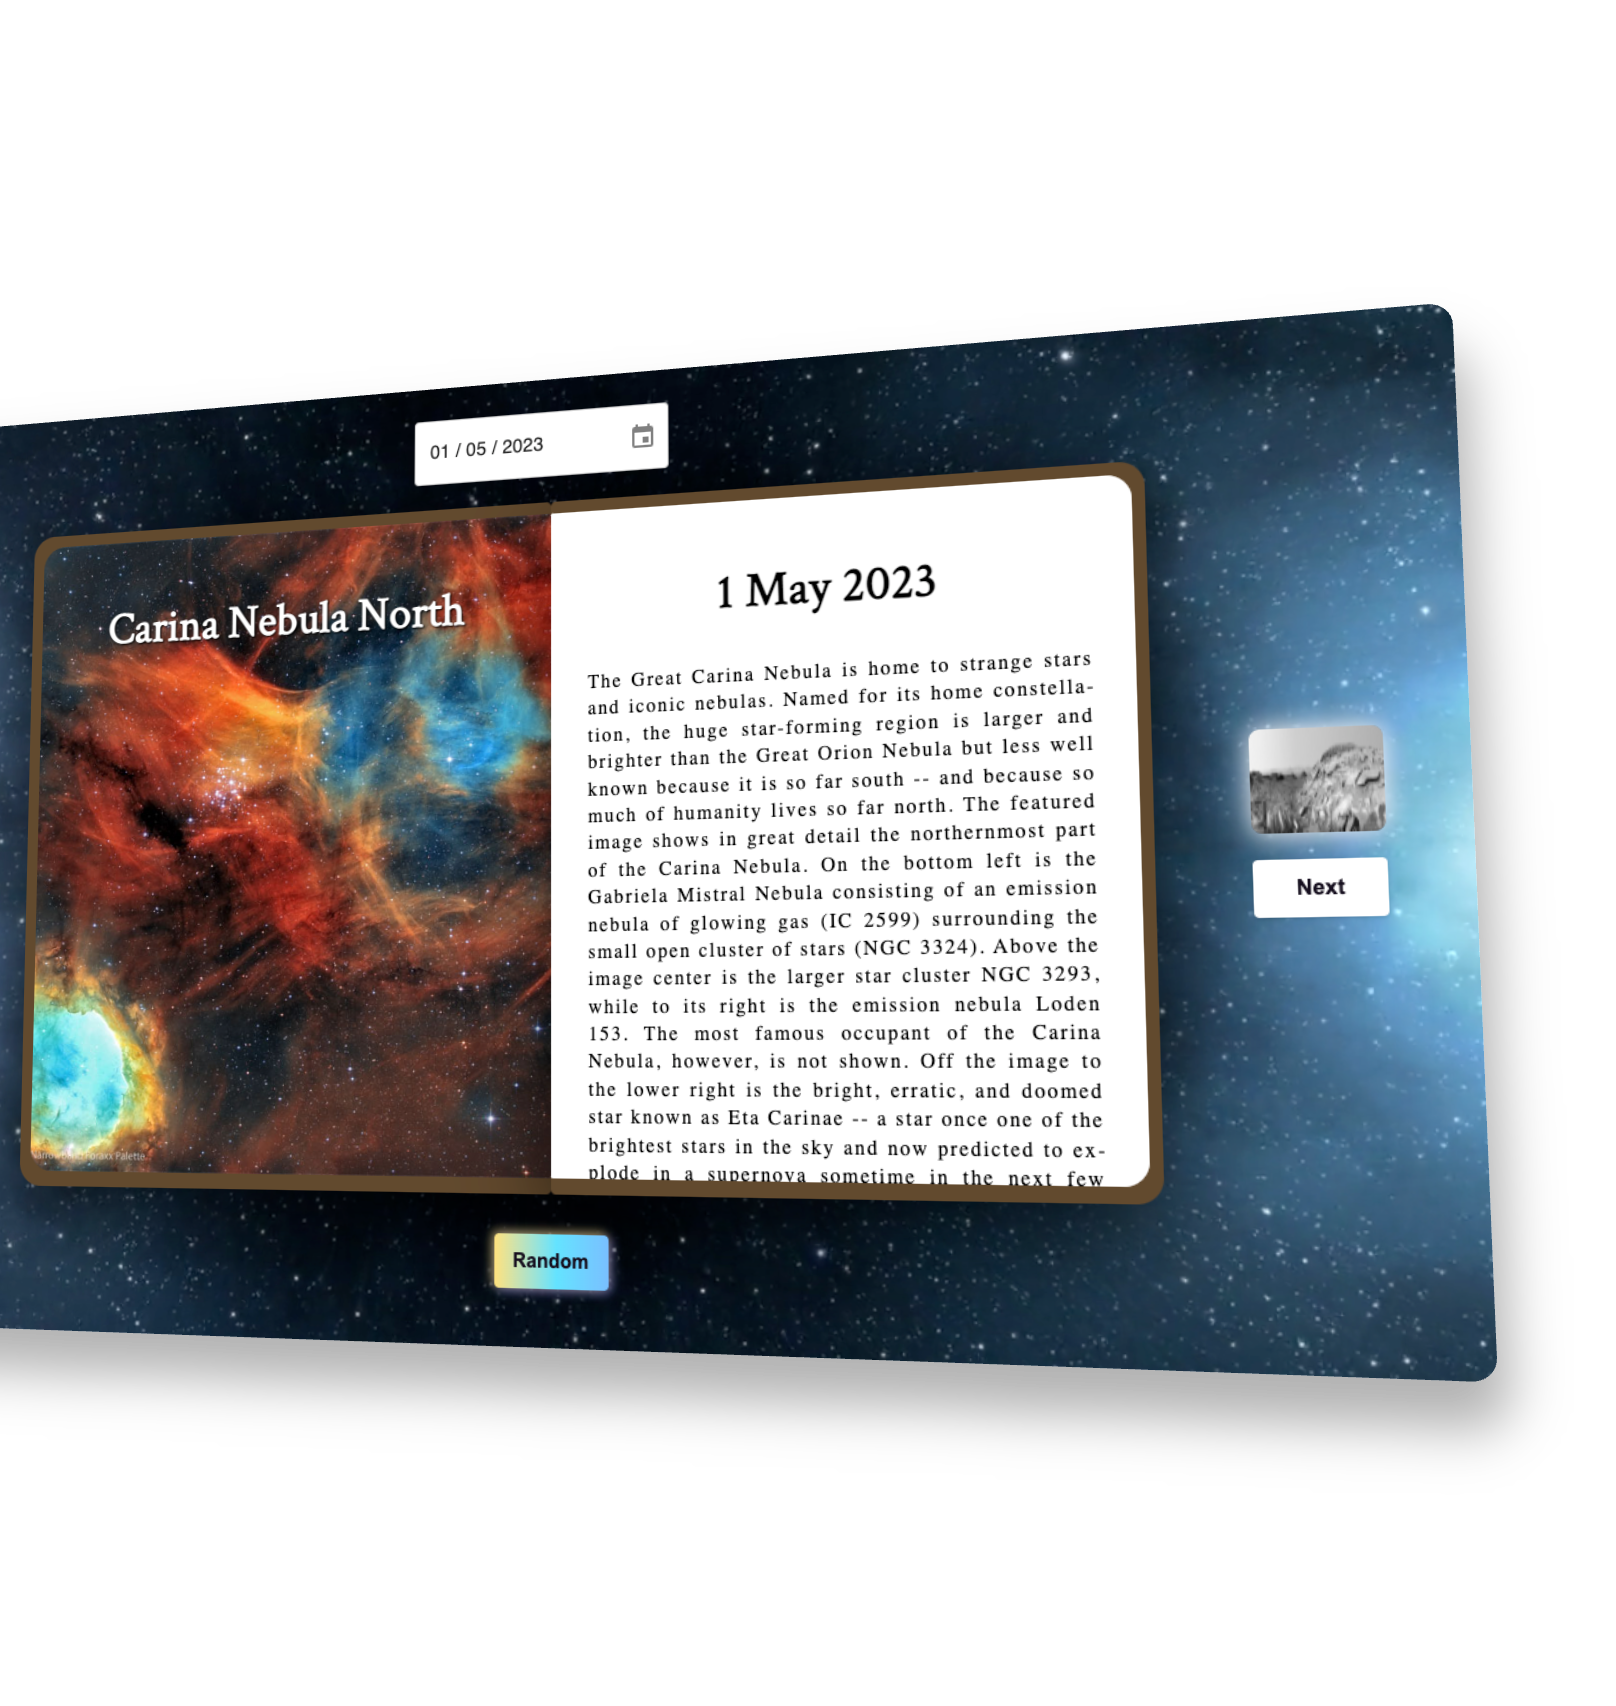 01 / 05 / 2023
Carina Nebula North
1 May 2023
The Great Carina Nebula is home to strange stars
and iconic nebulas. Named for its home constella-
tion, the huge star-forming region is larger and
brighter than the Great Orion Nebula but less well
known because it is so far south -- and because so
much of humanity lives so far north. The featured
image shows in great detail the northernmost part
of the Carina Nebula. On the bottom left is the
Gabriela Mistral Nebula consisting of an emission
nebula of glowing gas (IC 2599) surrounding the
small open cluster of stars (NGC 3324). Above the
image center is the larger star cluster NGC 3293,
while to its right is the emission nebula Loden
153. The most famous occupant of the Carina
Nebula, however, is not shown. Off the image to
the lower right is the bright, erratic, and doomed
star known as Eta Carinae -- a star once one of the
brightest stars in the sky and now predicted to ex-
plode in a supernova sometime in the next few
Palette
Next
Random